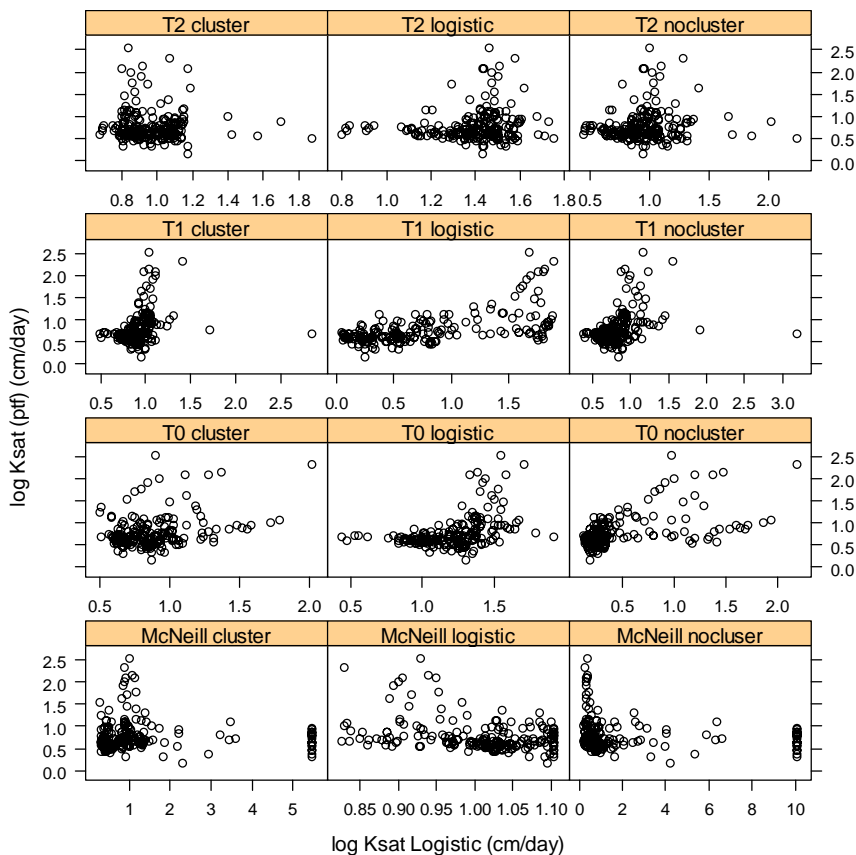 T2 cluster T2 logistic T2 nocluster
2.5
2.0
1.5
1.0
0.5
0.0
0.8 1.0 1.2 1.4 1.6 1.8 0.8 1.0 1.2 1.4 1.6 1.8 0.5 1.0 1.5 2.0
T1 cluster T1 logistic T1 nocluster
2.5
2.0
1.5
1.0
0.5
0.0
0.5 1.0 1.5 2.0 2.5 0.0 0.5 1.0 1.5 0.5 1.0 1.5 2.0 2.5 3.0
log Ksat (ptf) (cm/day)
T0 cluster T0 logistic T0 nocluster
2.5
2.0
1.5
1.0
0.5
0.0
0.5 1.0 1.5 2.0 0.5 1.0 1.5 0.5 1.0 1.5 2.0
McNeill cluster McNeill logistic McNeill nocluser
2.5
2.0
1.5
1.0
0.5
0.0
1 2 3 4 5 0.85 0.90 0.95 1.00 1.05 1.10 0 2 4 6 8 10
log Ksat Logistic (cm/day)